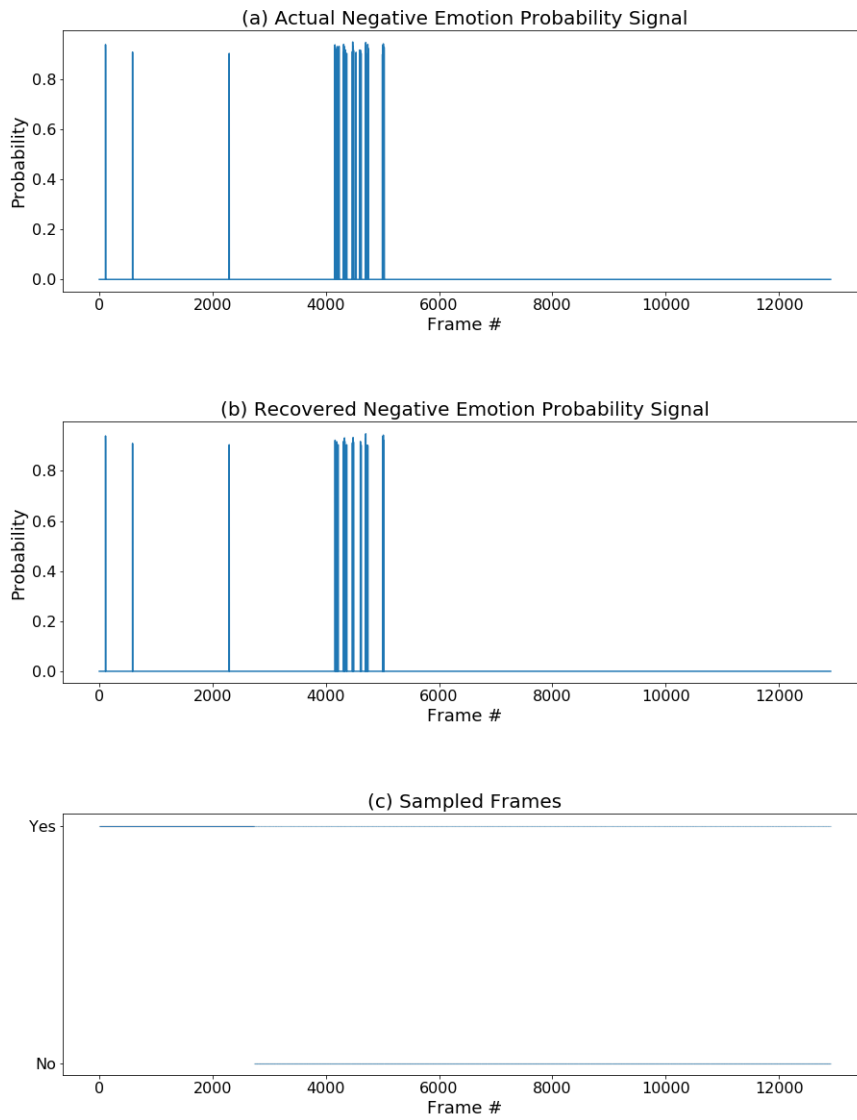 (a) Actual Negative Emotion Probability Signal
0.8
0.6
0.4
0.2
0.0
Probability
0 2000 4000 6000 8000 10000 12000
Frame #
(b) Recovered Negative Emotion Probability Signal
0.8
0.6
0.4
0.2
0.0
Probability
0 2000 4000 6000 8000 10000 12000
Frame #
(c) Sampled Frames
Yes
No
0 2000 4000 6000 8000 10000 12000
Frame #